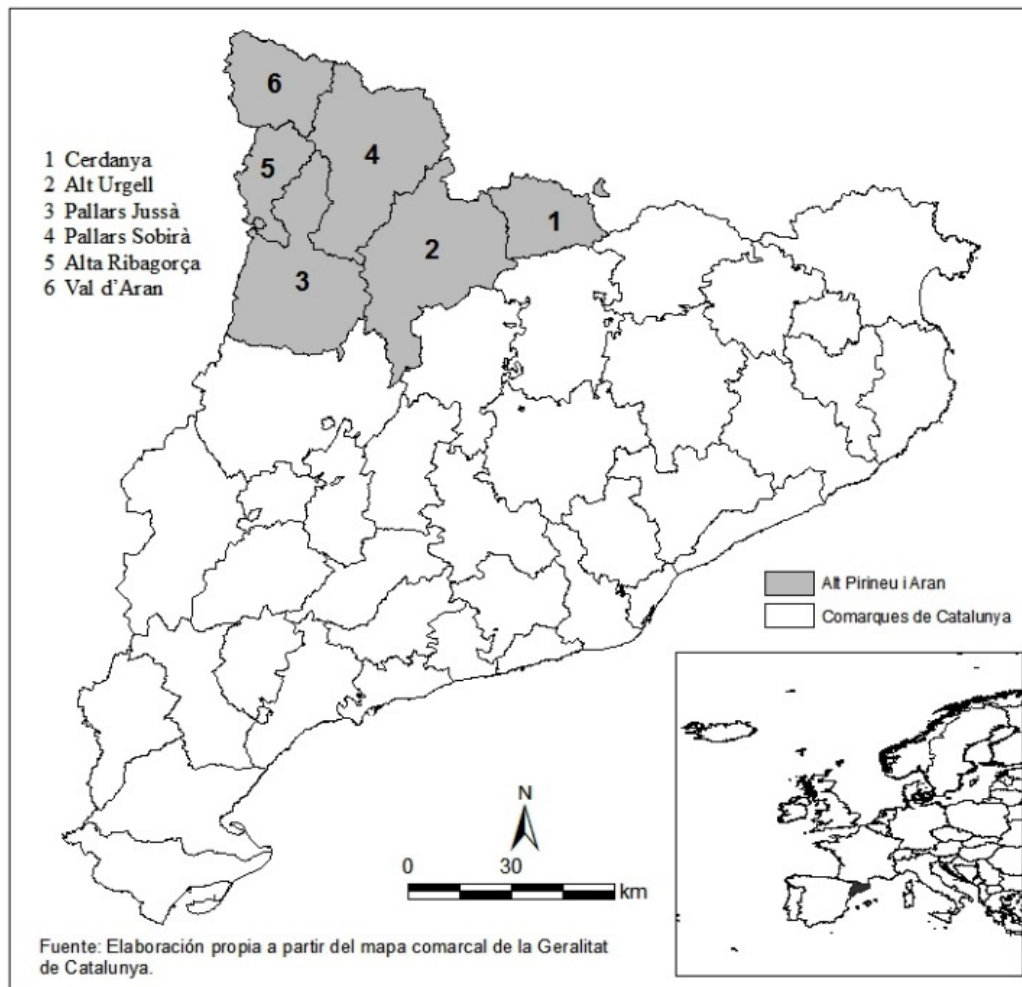 6
4
5
1
2
3
1 Cerdanya
2 Alt Urgell
3 Pallars Jussà
4 Pallars Sobirà
5 Alta Ribagorça
6 Val d'Aran
Alt Pirineu i Aran
Comarques de Catalunya
N
0 30 60
km
Fuente: Elaboración propia a partir del mapa comarcal de la Geralitat
de Catalunya.